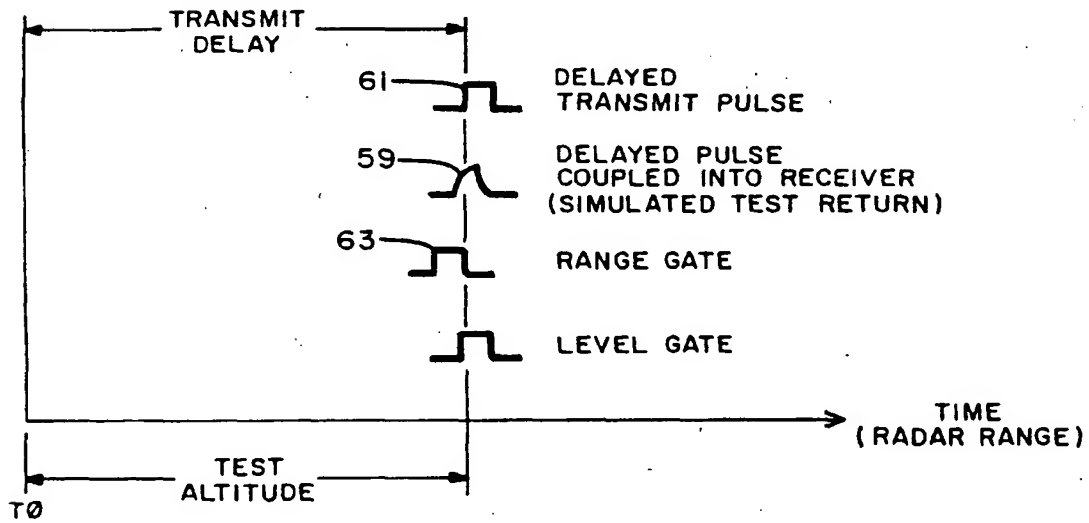 TRANSMIT
DELAY
61
DELAYED
TRANSMIT PULSE
59
DELAYED PULSE
COUPLED INTO RECEIVER
(SIMULATED TEST RETURN)
63
RANGE GATE
LEVEL GATE
TIME
(RADAR RANGE)
TEST
ALTITUDE
TØ